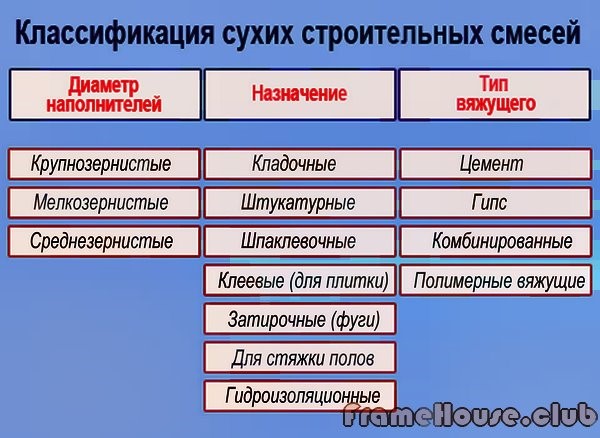 Классификация сухих строительных смесей
Диаметр
наполнителей
Назначение
Тип
вяжущего
Крупнозернистые
Кладочные
Цемент
Мелкозернистые
Штукатурные
Гипс
Среднезернистые
Шпаклевочные
Комбинированные
Клеевые (для плитки)
Полимерные вяжущие
Затирочные (фуги)
Для стяжки полов
Гидроизоляционные
FrameHouse.club